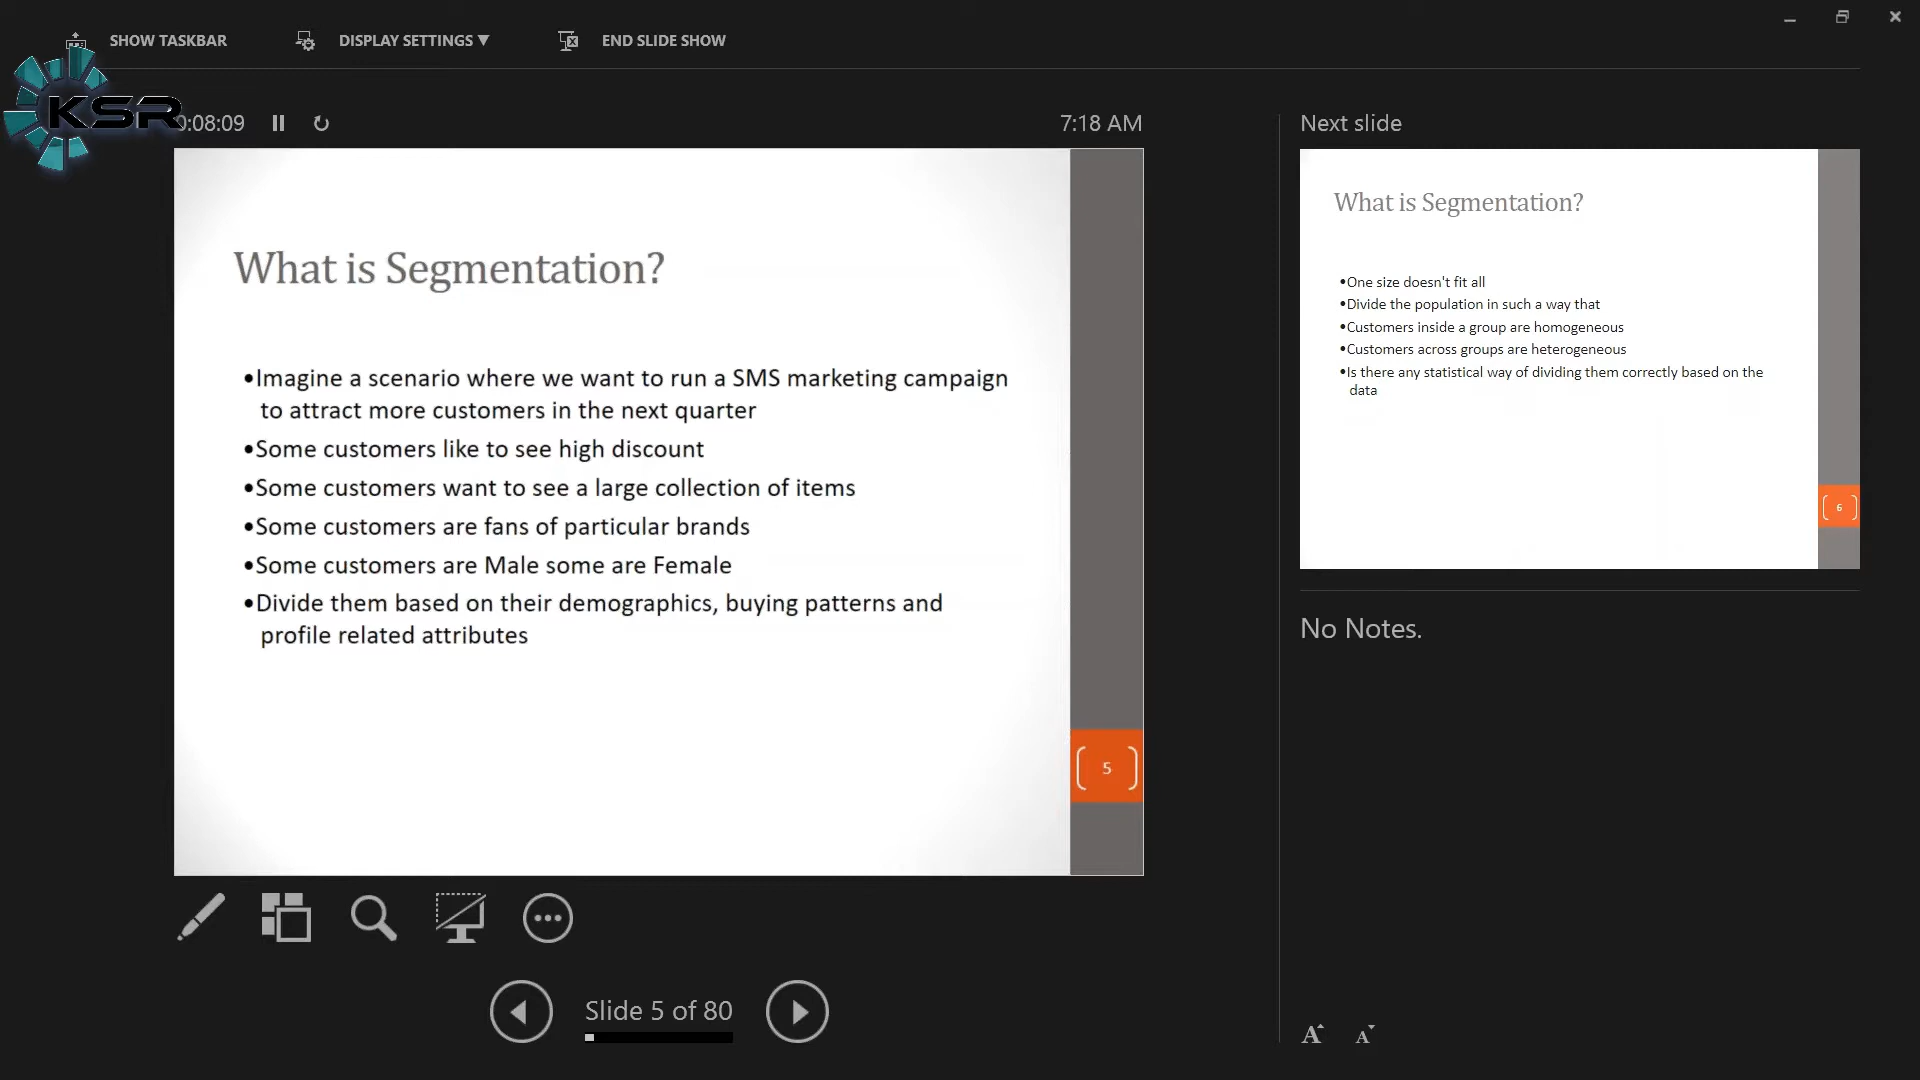 SHOW TASKBAR
DISPLAY SETTINGS ▼
END SLIDE SHOW
KSR
0:08:09
7:18 AM
Next slide
What is Segmentation?
•Imagine a scenario where we want to run a SMS marketing campaign
to attract more customers in the next quarter
•Some customers like to see high discount
•Some customers want to see a large collection of items
•Some customers are fans of particular brands
•Some customers are Male some are Female
•Divide them based on their demographics, buying patterns and
profile related attributes
5
What is Segmentation?
•One size doesn't fit all
•Divide the population in such a way that
•Customers inside a group are homogeneous
•Customers across groups are heterogeneous
•Is there any statistical way of dividing them correctly based on the
data
6
No Notes.
Slide 5 of 80
A A